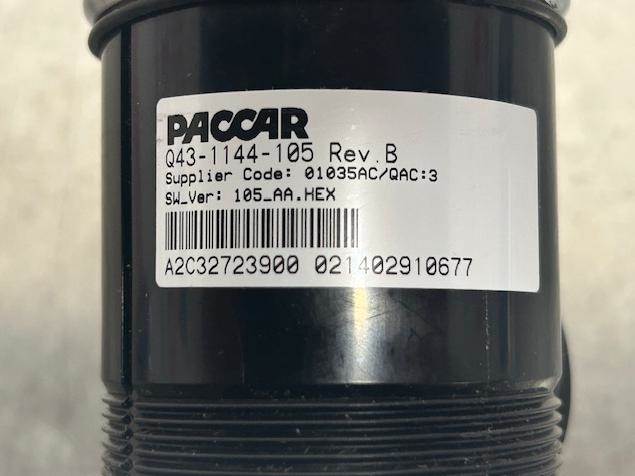 PACCAR
Q43-1144-105 Rev.B
Supplier Code: 01035AC/QAC:3
SW_Ver: 105_AA.HEX
A2C32723900 021402910677